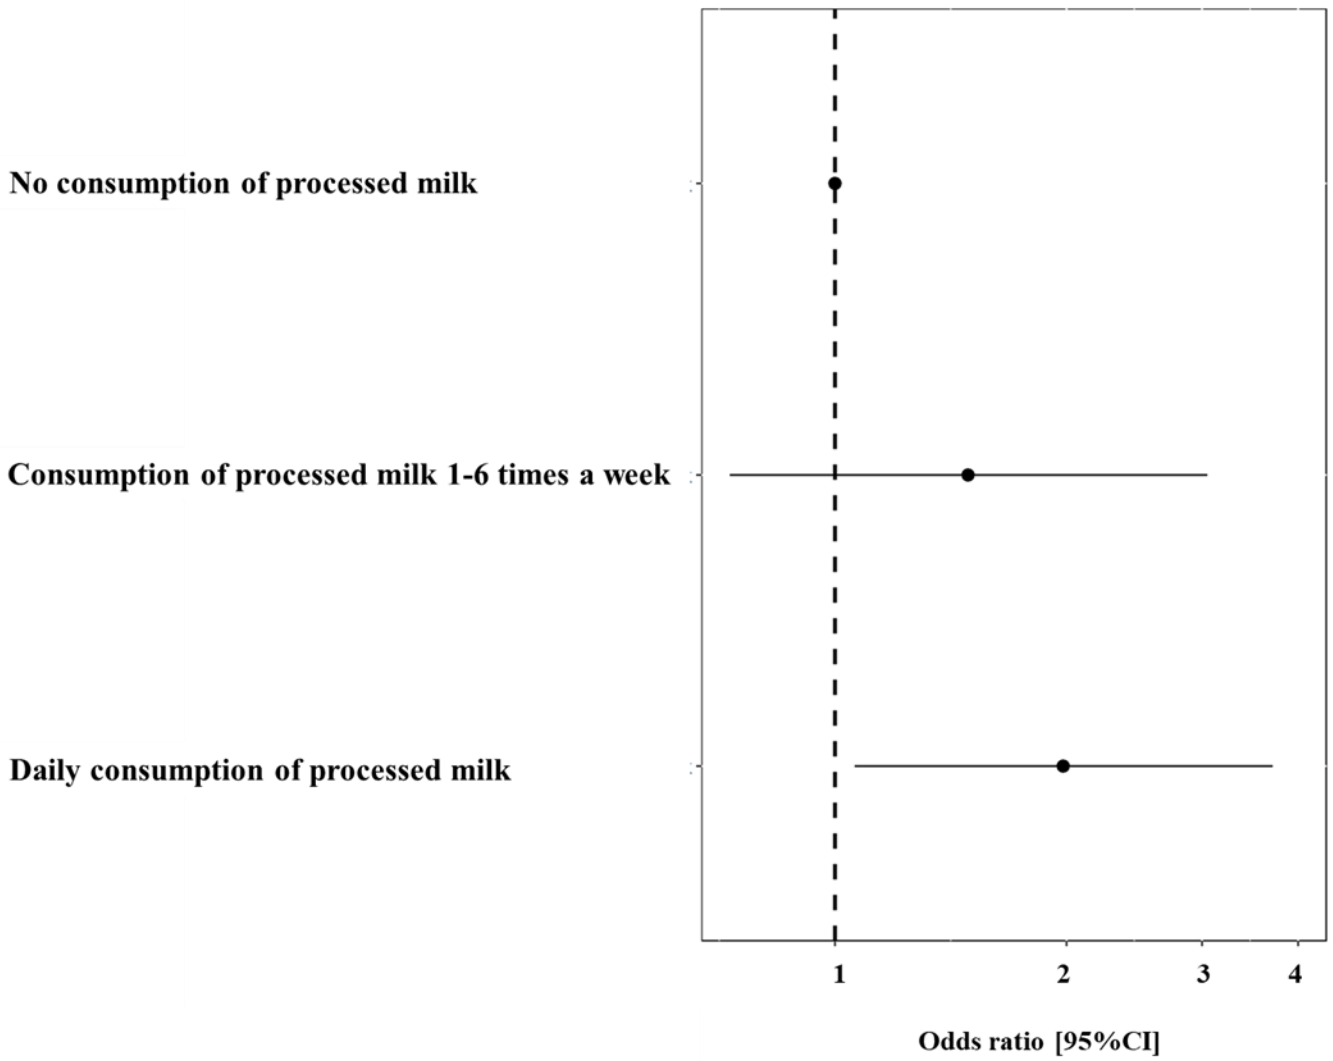 No consumption of processed milk
Consumption of processed milk 1-6 times a week
Daily consumption of processed milk
1 2 3 4
Odds ratio [95%CI]